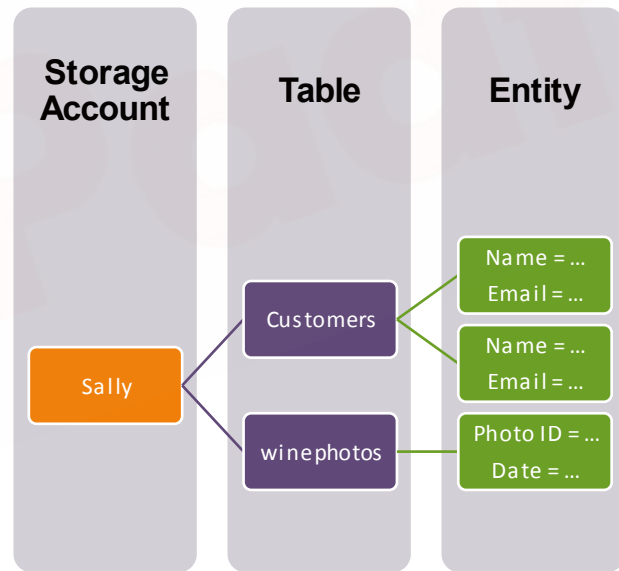 Storage
Account
Table
Entity
Sally
Customers
winephotos
Name = …
Email = …
Name = …
Email = …
Photo ID = …
Date = …